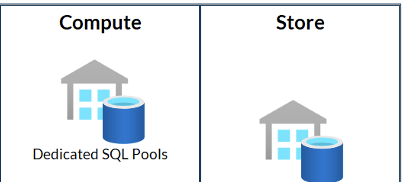 Compute
Store
Dedicated SQL Pools